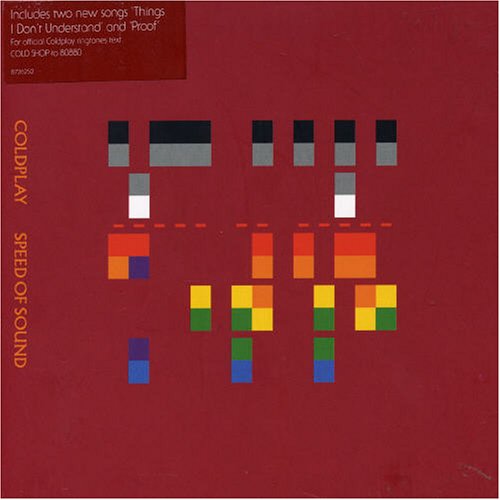 Includes two new songs 'Things
I Don't Understand' and 'Proof'
For official Coldplay ringtones text
COLD SHOP to 80880
8726252
COLDPLAY SPEED OF SOUND